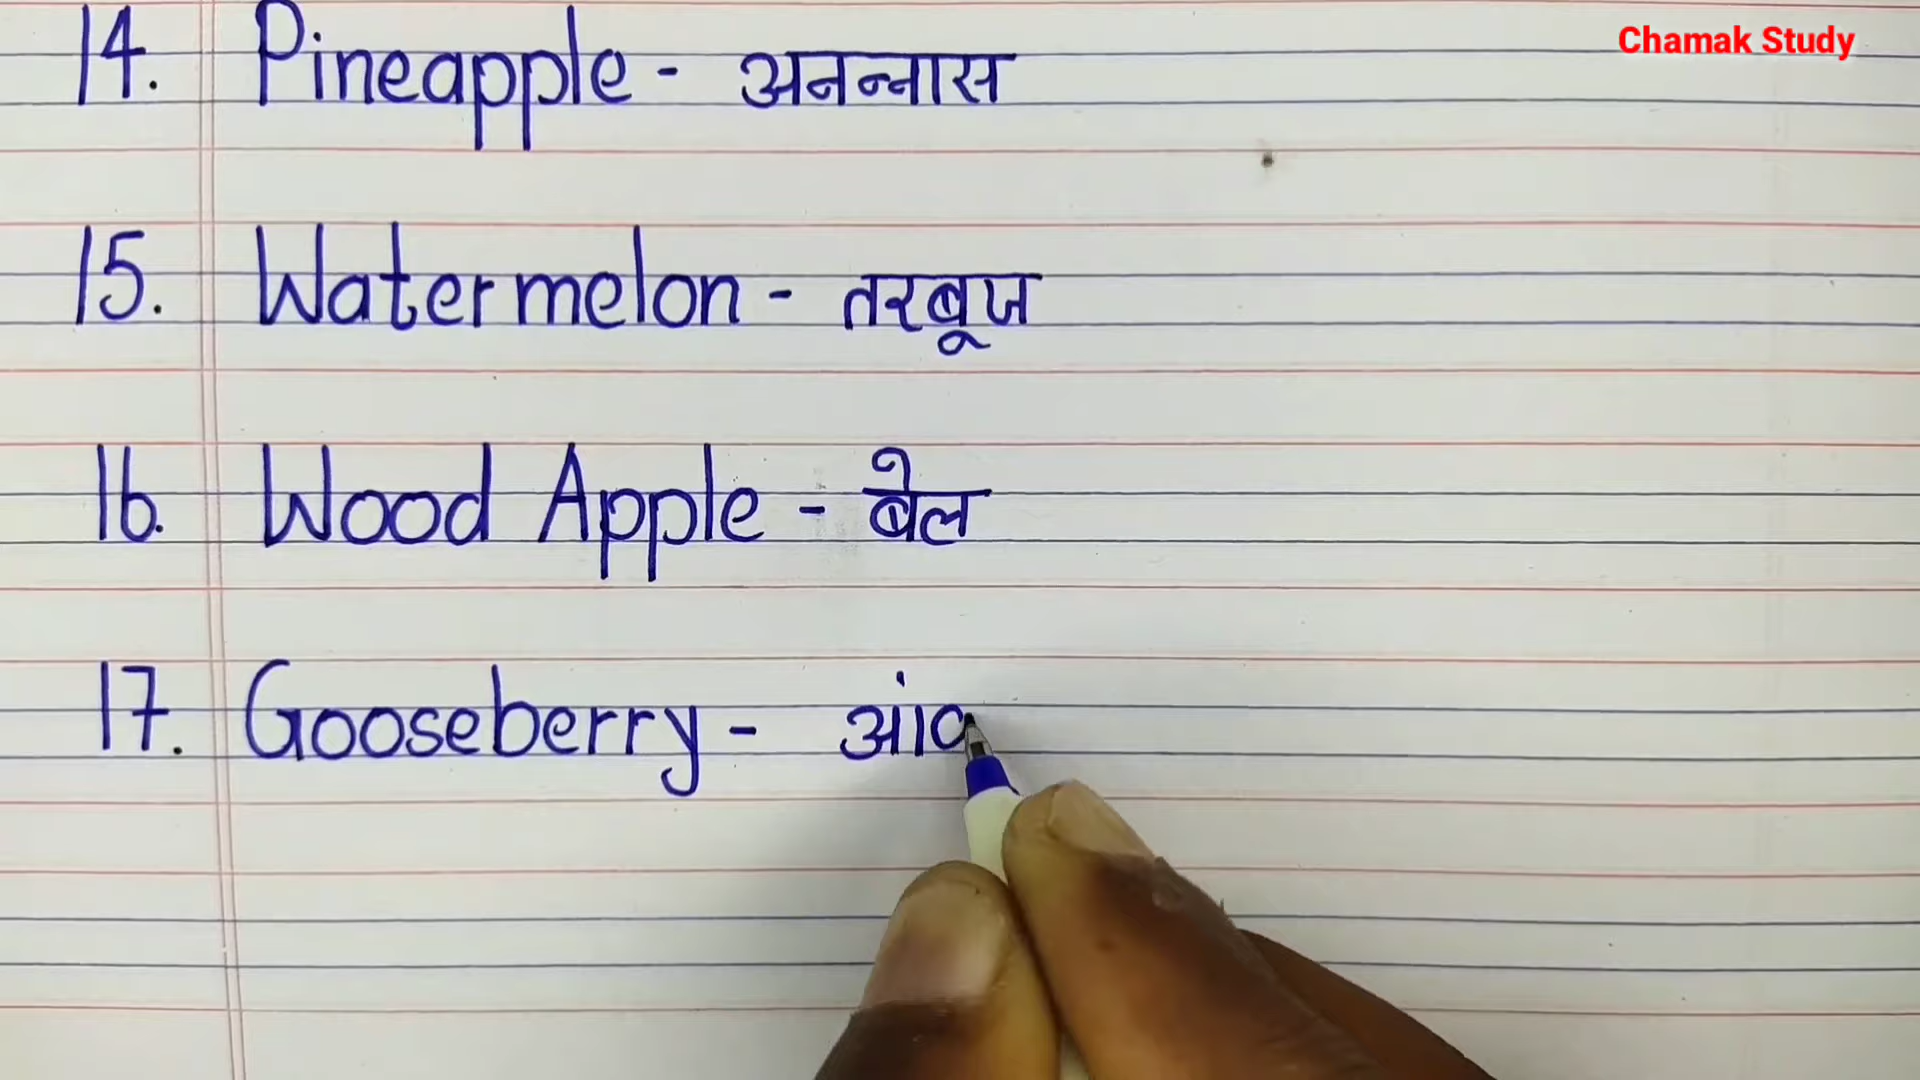 Chamak Study
14. Pineapple - अनन्नास
15. Watermelon - तरबूज
16. Wood Apple - बेल
17. Gooseberry -